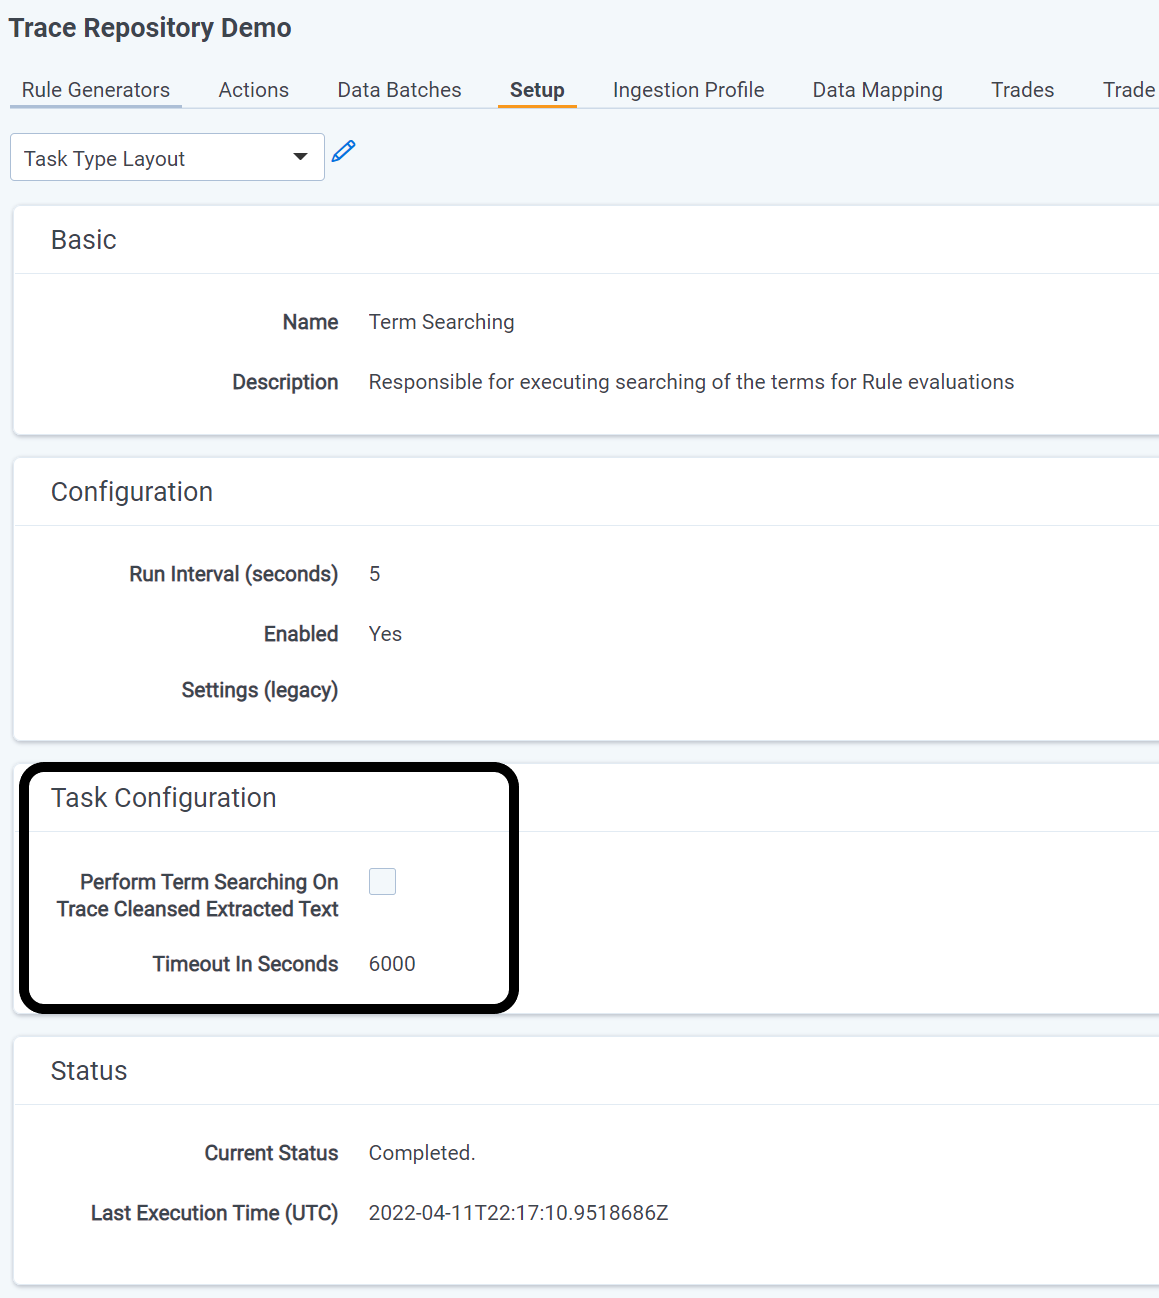 Trace Repository Demo
Rule Generators Actions Data Batches Setup Ingestion Profile Data Mapping Trades Trade
Task Type Layout
Basic
Name Term Searching
Description Responsible for executing searching of the terms for Rule evaluations
Configuration
Run Interval (seconds) 5
Enabled Yes
Settings (legacy)
Task Configuration
Perform Term Searching On
Trace Cleansed Extracted Text
Timeout In Seconds 6000
Status
Current Status Completed.
Last Execution Time (UTC) 2022-04-11T22:17:10.9518686Z